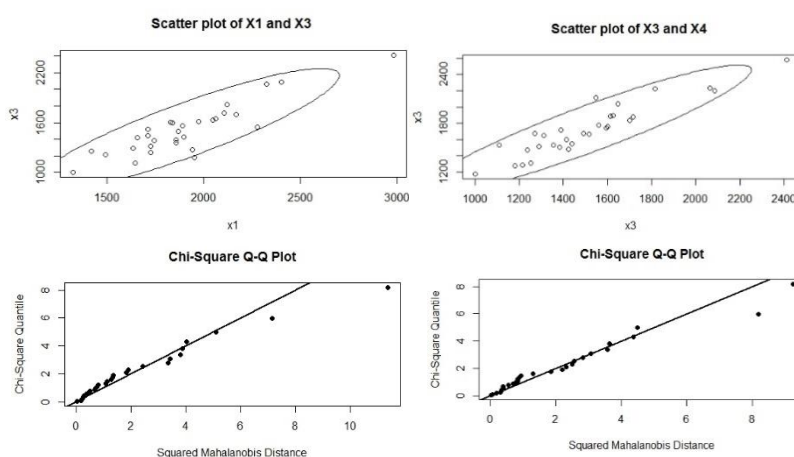 Scatter plot of X1 and X3
x3
1000 1400 1800 2200
1500 2000 2500 3000
x1
Scatter plot of X3 and X4
x3
1200 1600 2000 2400
1000 1200 1400 1600 1800 2000 2200 2400
x3
Chi-Square Q-Q Plot
Chi-Square Quantile
0 2 4 6 8
0 2 4 6 8 10
Squared Mahalanobis Distance
Chi-Square Q-Q Plot
Chi-Square Quantile
0 2 4 6 8
0 2 4 6 8
Squared Mahalanobis Distance